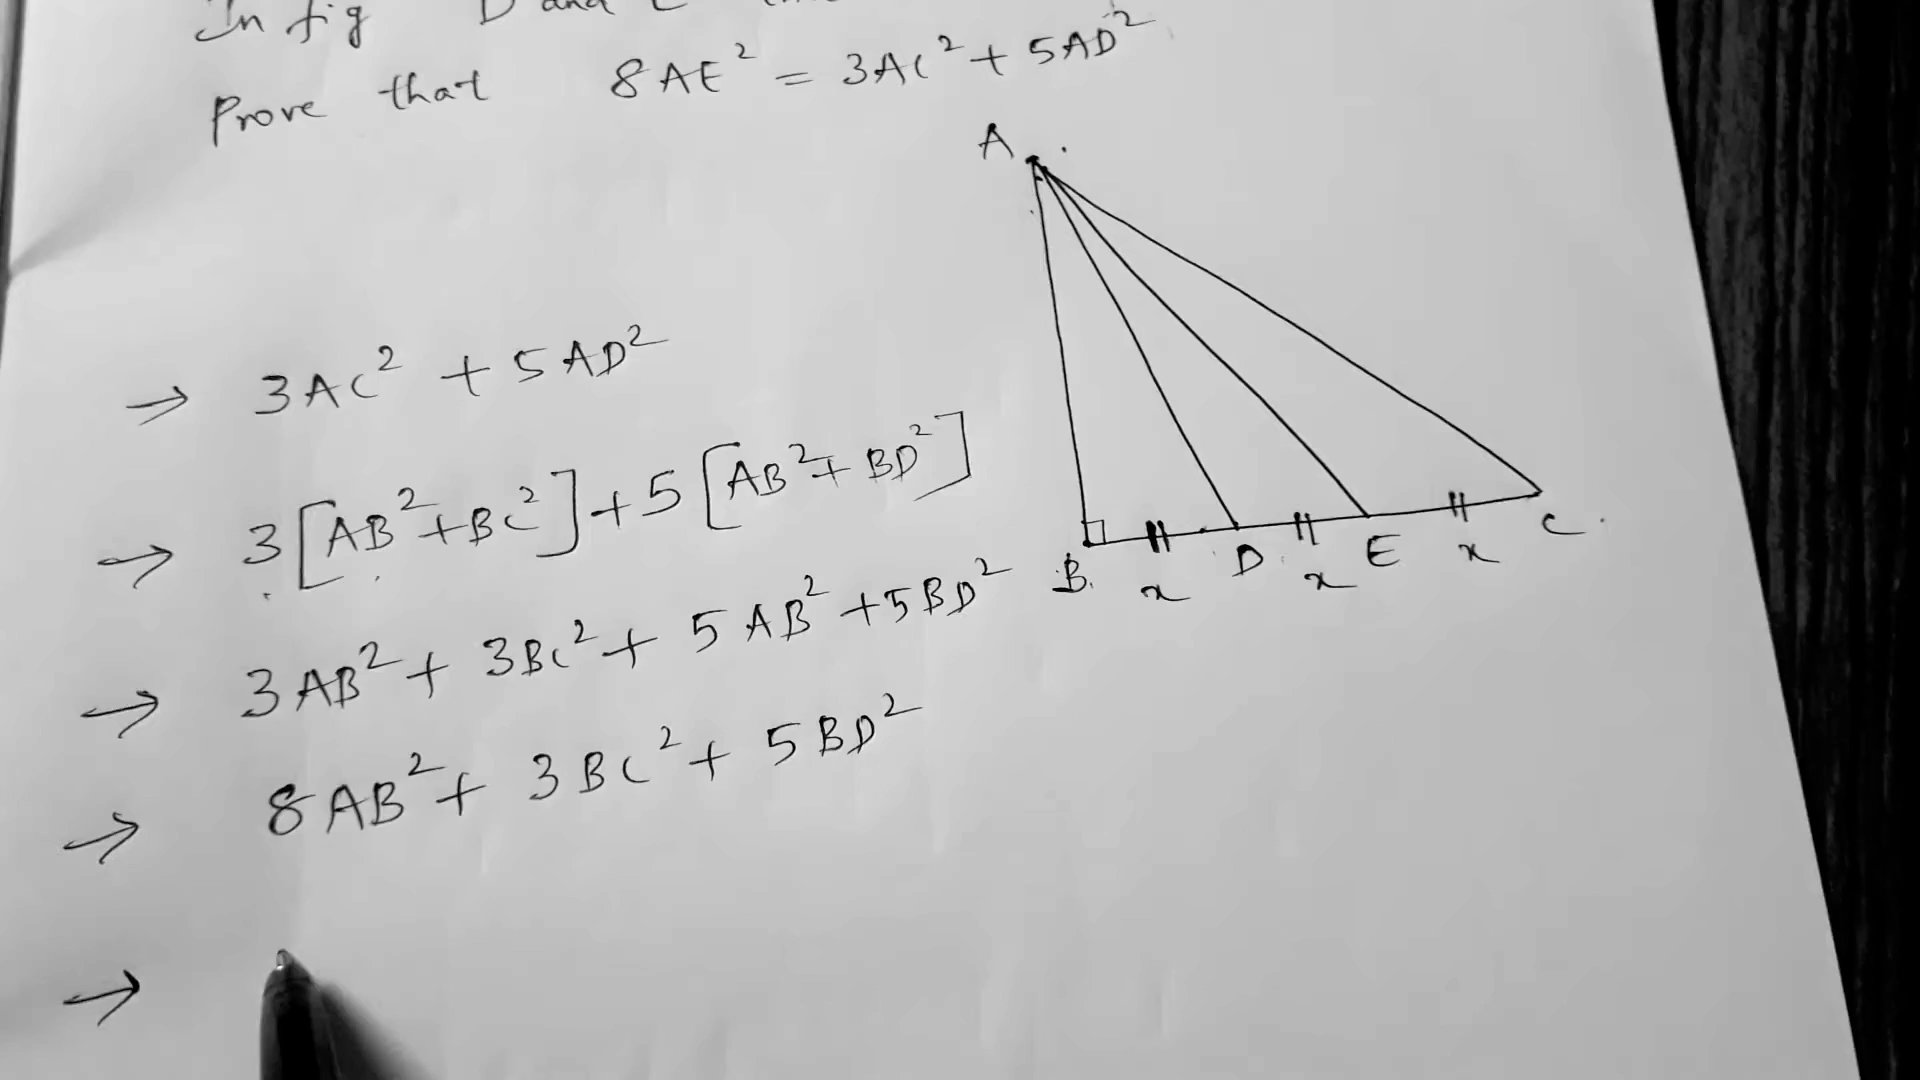 In fig D and
Prove that 8AE² = 3AC² + 5AD²
A
→ 3AC² + 5AD²
→ 3[AB²+BC²]+5[AB²+BD²]
B x D x E x C
→ 3AB² + 3BC² + 5AB² +5BD²
→ 8AB² + 3BC² + 5BD²
→